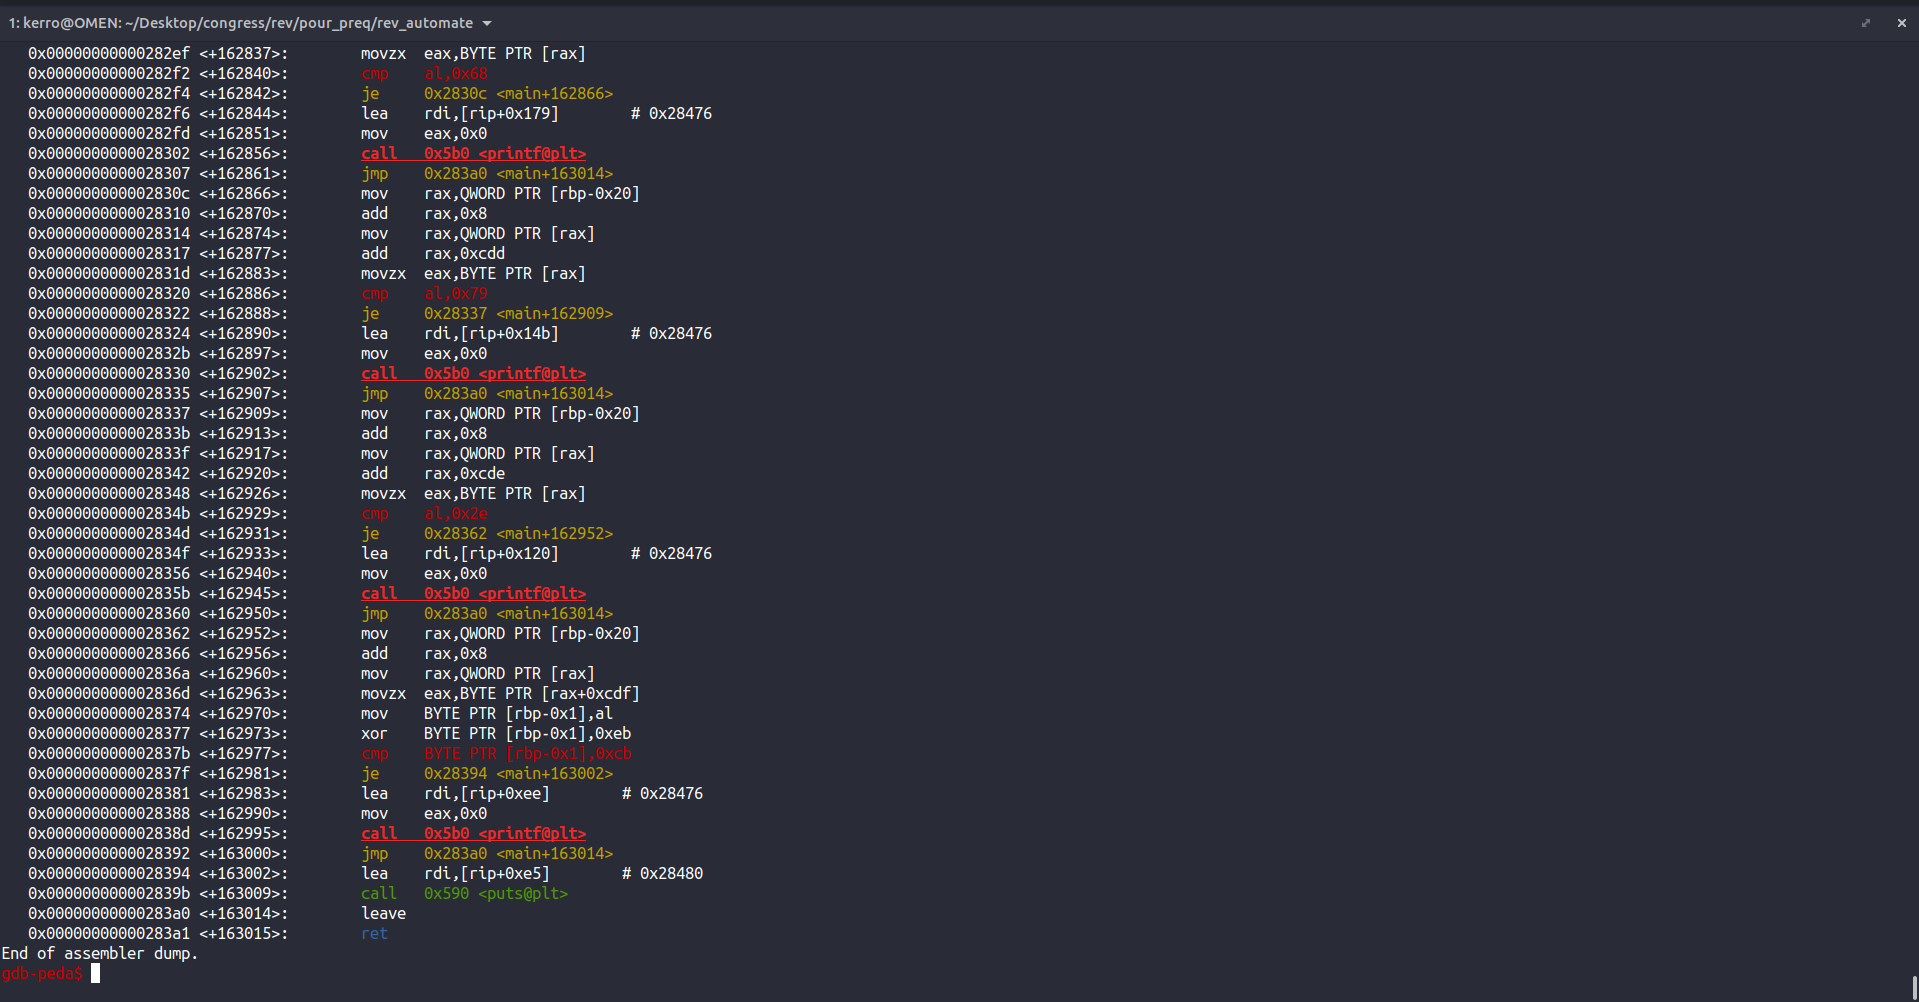 1: kerro@OMEN: ~/Desktop/congress/rev/pour_preq/rev_automate
0x00000000000282ef <+162837>: movzx eax,BYTE PTR [rax]
0x00000000000282f2 <+162840>: cmp al,0x68
0x00000000000282f4 <+162842>: je 0x2830c <main+162866>
0x00000000000282f6 <+162844>: lea rdi,[rip+0x179] # 0x28476
0x00000000000282fd <+162851>: mov eax,0x0
0x0000000000028302 <+162856>: call 0x5b0 <printf@plt>
0x0000000000028307 <+162861>: jmp 0x283a0 <main+163014>
0x000000000002830c <+162866>: mov rax,QWORD PTR [rbp-0x20]
0x0000000000028310 <+162870>: add rax,0x8
0x0000000000028314 <+162874>: mov rax,QWORD PTR [rax]
0x0000000000028317 <+162877>: add rax,0xcdd
0x000000000002831d <+162883>: movzx eax,BYTE PTR [rax]
0x0000000000028320 <+162886>: cmp al,0x79
0x0000000000028322 <+162888>: je 0x28337 <main+162909>
0x0000000000028324 <+162890>: lea rdi,[rip+0x14b] # 0x28476
0x000000000002832b <+162897>: mov eax,0x0
0x0000000000028330 <+162902>: call 0x5b0 <printf@plt>
0x0000000000028335 <+162907>: jmp 0x283a0 <main+163014>
0x0000000000028337 <+162909>: mov rax,QWORD PTR [rbp-0x20]
0x000000000002833b <+162913>: add rax,0x8
0x000000000002833f <+162917>: mov rax,QWORD PTR [rax]
0x0000000000028342 <+162920>: add rax,0xcde
0x0000000000028348 <+162926>: movzx eax,BYTE PTR [rax]
0x000000000002834b <+162929>: cmp al,0x2e
0x000000000002834d <+162931>: je 0x28362 <main+162952>
0x000000000002834f <+162933>: lea rdi,[rip+0x120] # 0x28476
0x0000000000028356 <+162940>: mov eax,0x0
0x000000000002835b <+162945>: call 0x5b0 <printf@plt>
0x0000000000028360 <+162950>: jmp 0x283a0 <main+163014>
0x0000000000028362 <+162952>: mov rax,QWORD PTR [rbp-0x20]
0x0000000000028366 <+162956>: add rax,0x8
0x000000000002836a <+162960>: mov rax,QWORD PTR [rax]
0x000000000002836d <+162963>: movzx eax,BYTE PTR [rax+0xcdf]
0x0000000000028374 <+162970>: mov BYTE PTR [rbp-0x1],al
0x0000000000028377 <+162973>: xor BYTE PTR [rbp-0x1],0xeb
0x000000000002837b <+162977>: cmp BYTE PTR [rbp-0x1],0xcb
0x000000000002837f <+162981>: je 0x28394 <main+163002>
0x0000000000028381 <+162983>: lea rdi,[rip+0xee] # 0x28476
0x0000000000028388 <+162990>: mov eax,0x0
0x000000000002838d <+162995>: call 0x5b0 <printf@plt>
0x0000000000028392 <+163000>: jmp 0x283a0 <main+163014>
0x0000000000028394 <+163002>: lea rdi,[rip+0xe5] # 0x28480
0x000000000002839b <+163009>: call 0x590 <puts@plt>
0x00000000000283a0 <+163014>: leave
0x00000000000283a1 <+163015>: ret
End of assembler dump.
gdb-peda$